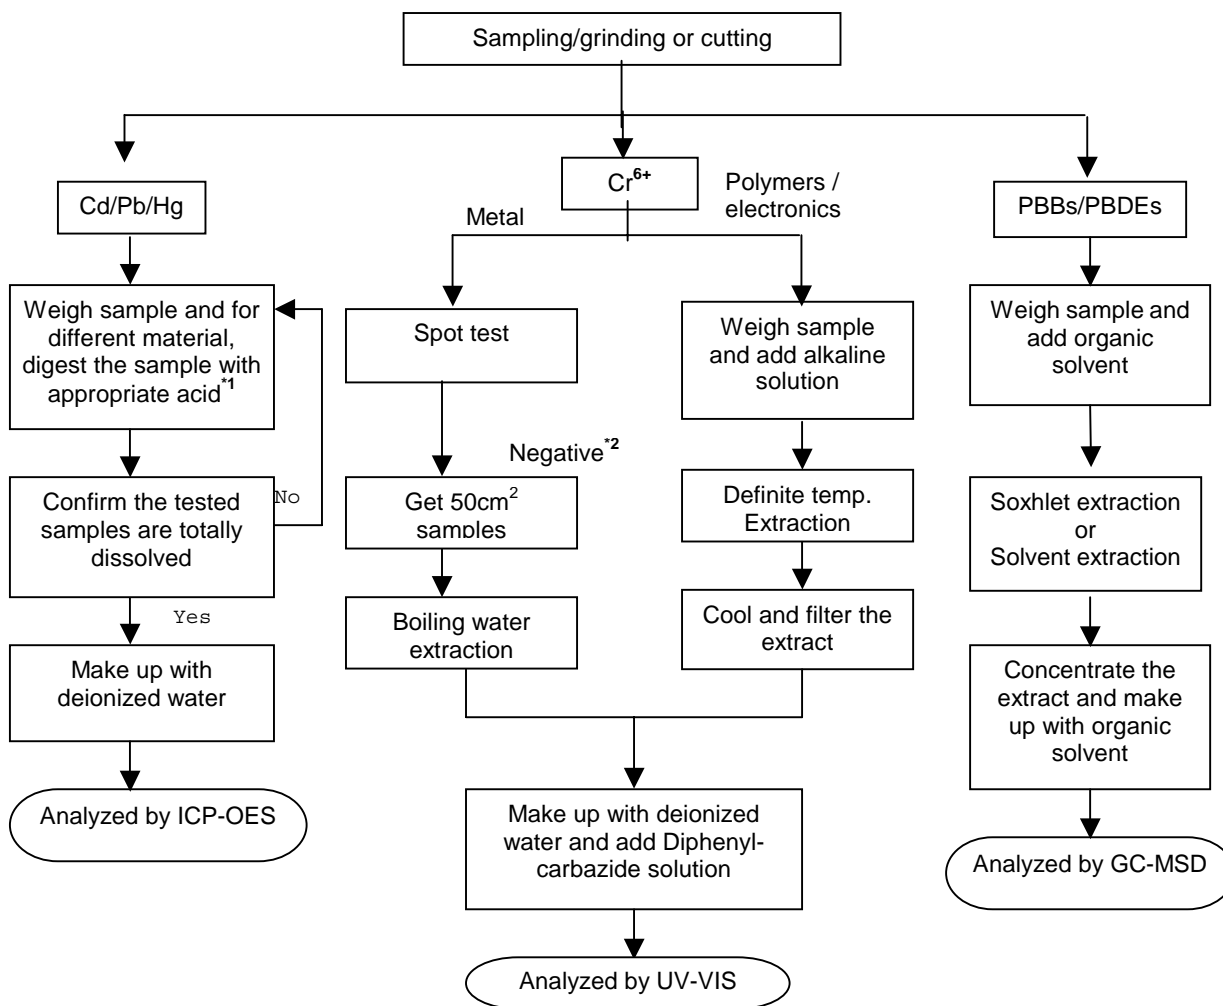 Sampling/grinding or cutting
Cd/Pb/Hg
Weigh sample and for
different material,
digest the sample with
appropriate acid*1
No
Confirm the tested
samples are totally
dissolved
Yes
Make up with
deionized water
Analyzed by ICP-OES
Cr6+
Metal
Polymers /
electronics
Spot test
Negative*2
Get 50cm2
samples
Boiling water
extraction
Weigh sample
and add alkaline
solution
Definite temp.
Extraction
Cool and filter the
extract
Make up with deionized
water and add Diphenyl-
carbazide solution
Analyzed by UV-VIS
PBBs/PBDEs
Weigh sample and
add organic
solvent
Soxhlet extraction
or
Solvent extraction
Concentrate the
extract and make
up with organic
solvent
Analyzed by GC-MSD